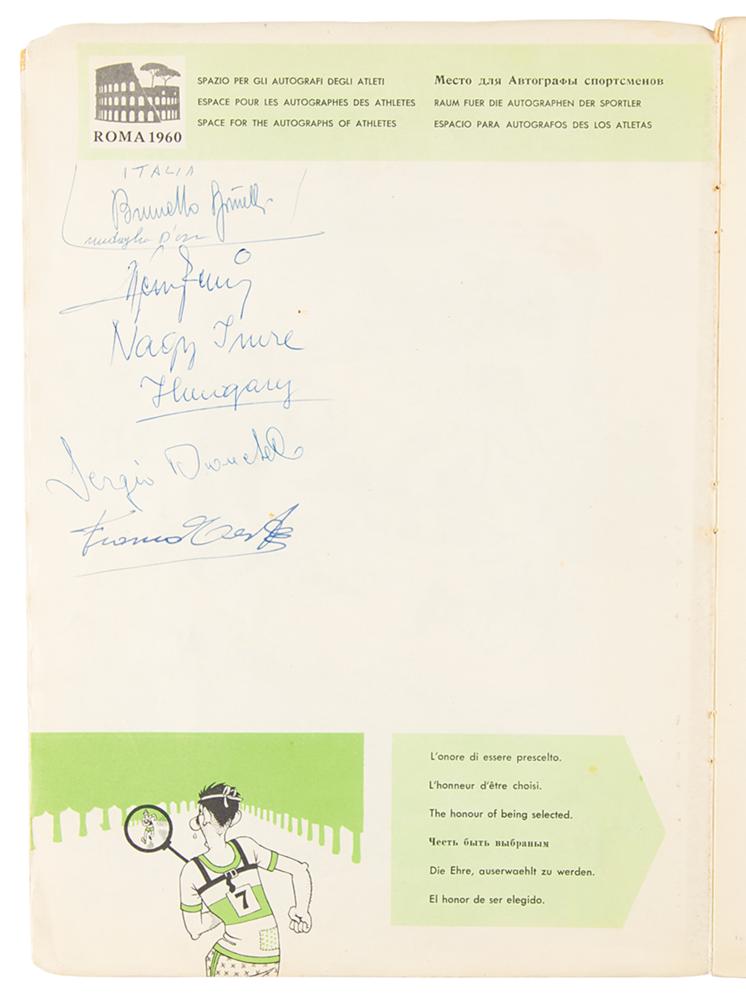 ROMA 1960
SPAZIO PER GLI AUTOGRAFI DEGLI ATLETI
ESPACE POUR LES AUTOGRAPHES DES ATHLETES
SPACE FOR THE AUTOGRAPHS OF ATHLETES
Место для Автографы спортсменов
RAUM FUER DIE AUTOGRAPHEN DER SPORTLER
ESPACIO PARA AUTOGRAFOS DES LOS ATLETAS
ITALIA
Brunello
medaglia D'oro
Nagy Imre
Hungary
Sergio
Franco
7
L'onore di essere prescelto.
L'honneur d'être choisi.
The honour of being selected.
Честь быть выбраным
Die Ehre, auserwaehlt zu werden.
El honor de ser elegido.